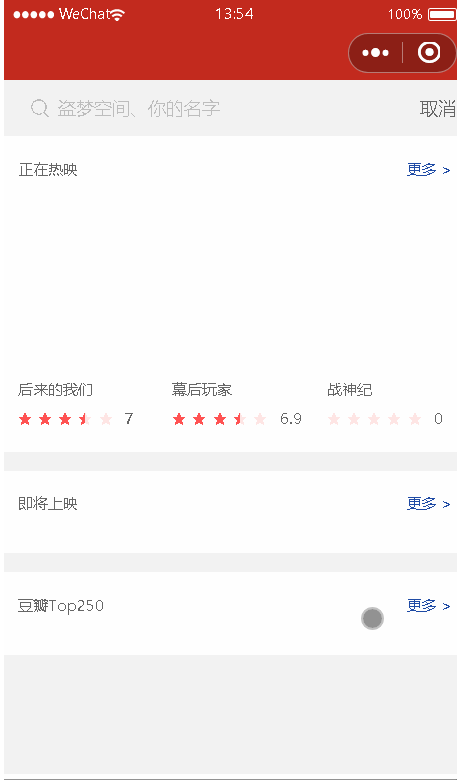 WeChat 13:54 100%
盗梦空间、你的名字 取消
正在热映 更多 >
后来的我们 幕后玩家 战神纪
7 6.9 0
即将上映 更多 >
豆瓣Top250 更多 >